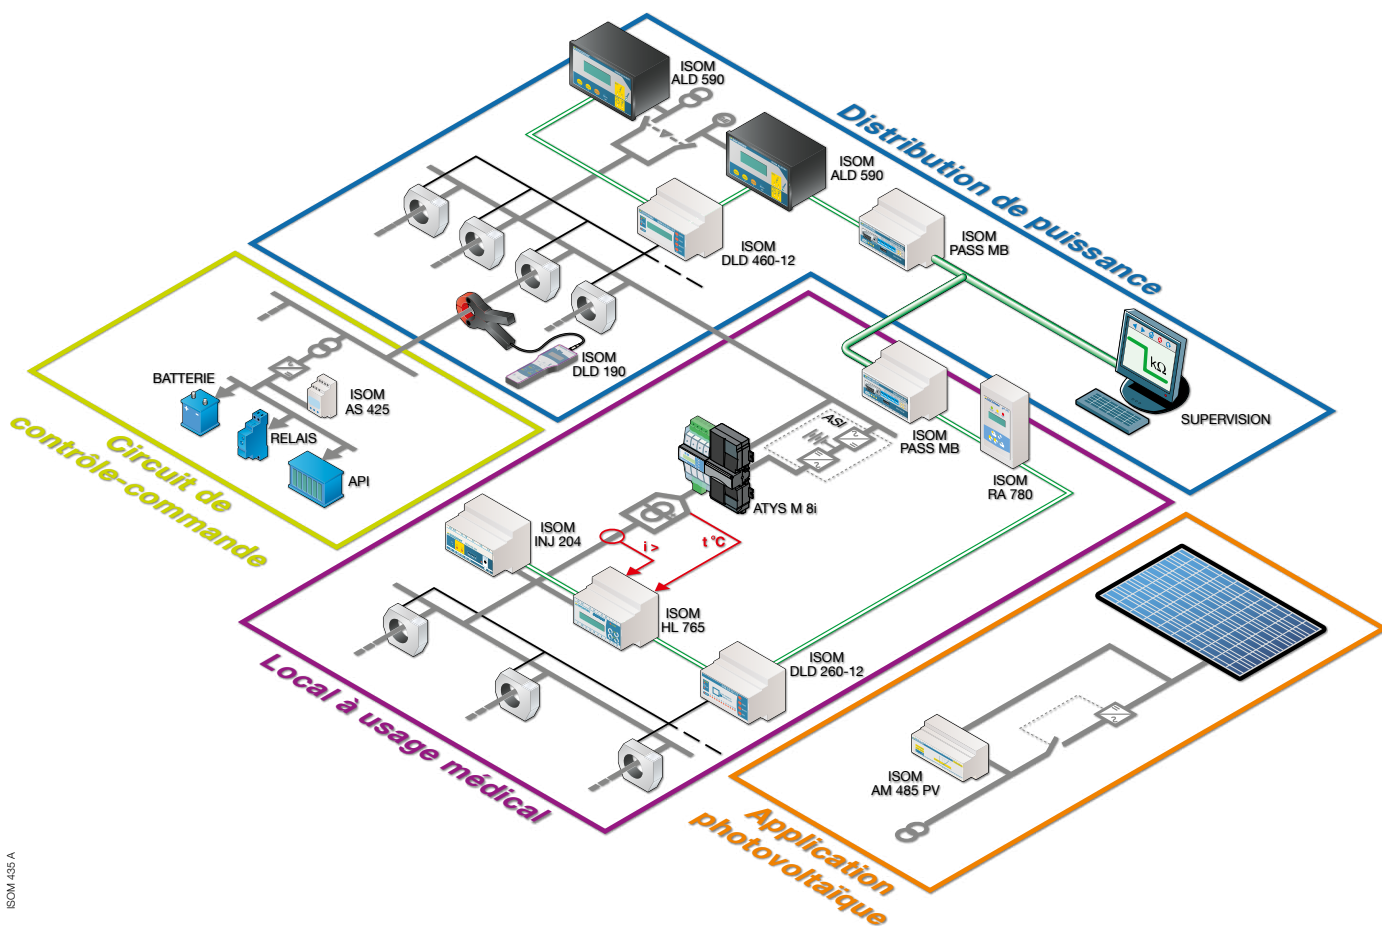 ISOM
ALD 590
ISOM
ALD 590
Distribution de puissance
ISOM
DLD 460-12
ISOM
PASS MB
kΩ
SUPERVISION
ISOM
DLD 190
BATTERIE
ISOM
AS 425
RELAIS
API
Circuit de
contrôle-commande
ASI
ISOM
PASS MB
ISOM
RA 780
ATYS M 8i
ISOM
INJ 204
i >
t °C
ISOM
HL 765
ISOM
DLD 260-12
Local à usage médical
ISOM
AM 485 PV
Application
photovoltaïque
ISOM 435 A